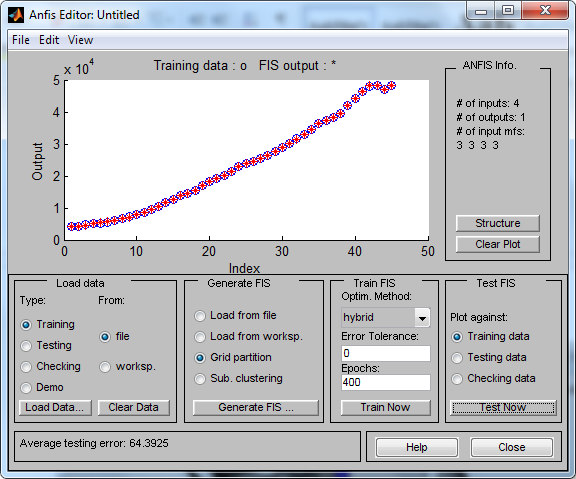 Anfis Editor: Untitled
File Edit View
x 10^4
Training data : o FIS output : *
5
4
3
2
1
0
Output
0 10 20 30 40 50
Index
ANFIS Info.
# of inputs: 4
# of outputs: 1
# of input mfs:
3 3 3 3
Structure
Clear Plot
Load data
Type: From:
Training
Testing
Checking
Demo
file
worksp.
Load Data... Clear Data
Generate FIS
Load from file
Load from worksp.
Grid partition
Sub. clustering
Generate FIS ...
Train FIS
Optim. Method:
hybrid
Error Tolerance:
0
Epochs:
400
Train Now
Test FIS
Plot against:
Training data
Testing data
Checking data
Test Now
Average testing error: 64.3925
Help Close